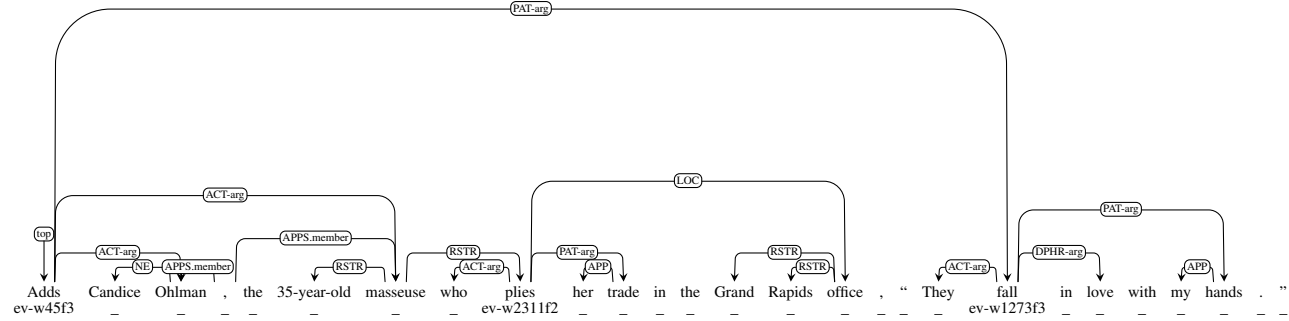 PAT-arg
LOC
ACT-arg
PAT-arg
top
APPS.member
ACT-arg
RSTR
PAT-arg
RSTR
DPHR-arg
NE
APPS.member
RSTR
ACT-arg
APP
RSTR
ACT-arg
APP
Adds Candice Ohlman , the 35-year-old masseuse who plies her trade in the Grand Rapids office , “ They fall in love with my hands . ”
ev-w45f3 _ _ _ _ _ _ _ ev-w2311f2 _ _ _ _ _ _ _ _ _ _ ev-w1273f3 _ _ _ _ _ _ _